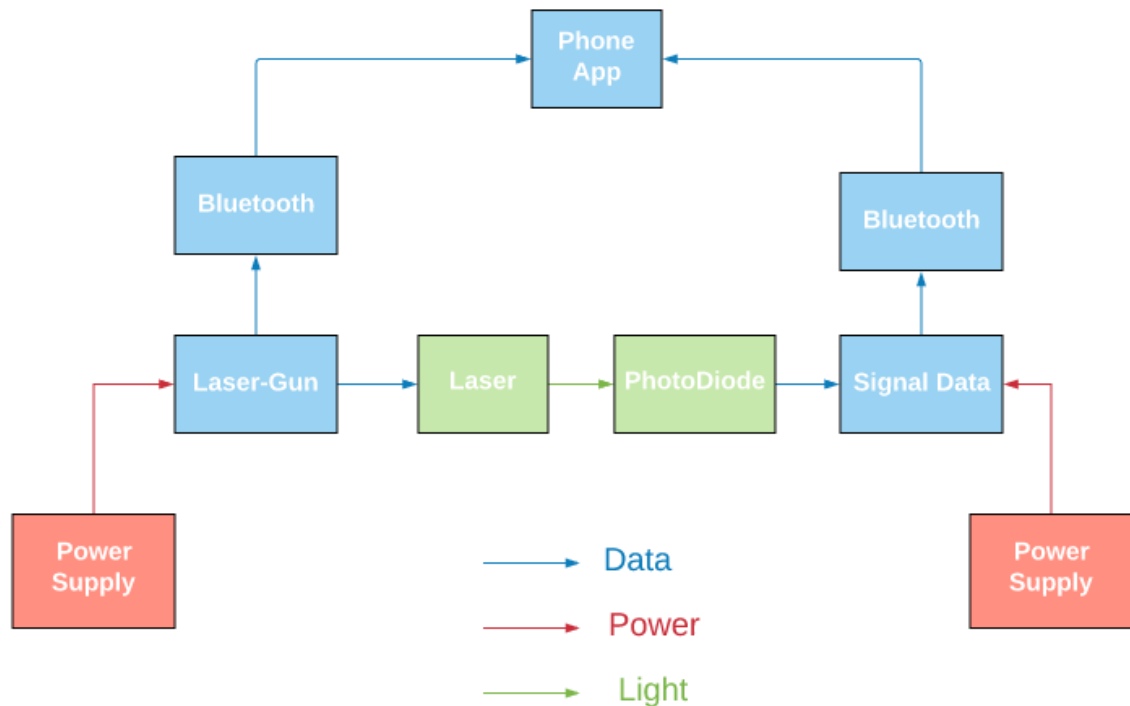 Phone
App
Bluetooth
Bluetooth
Laser-Gun
Laser
PhotoDiode
Signal Data
Power
Supply
Power
Supply
Data
Power
Light